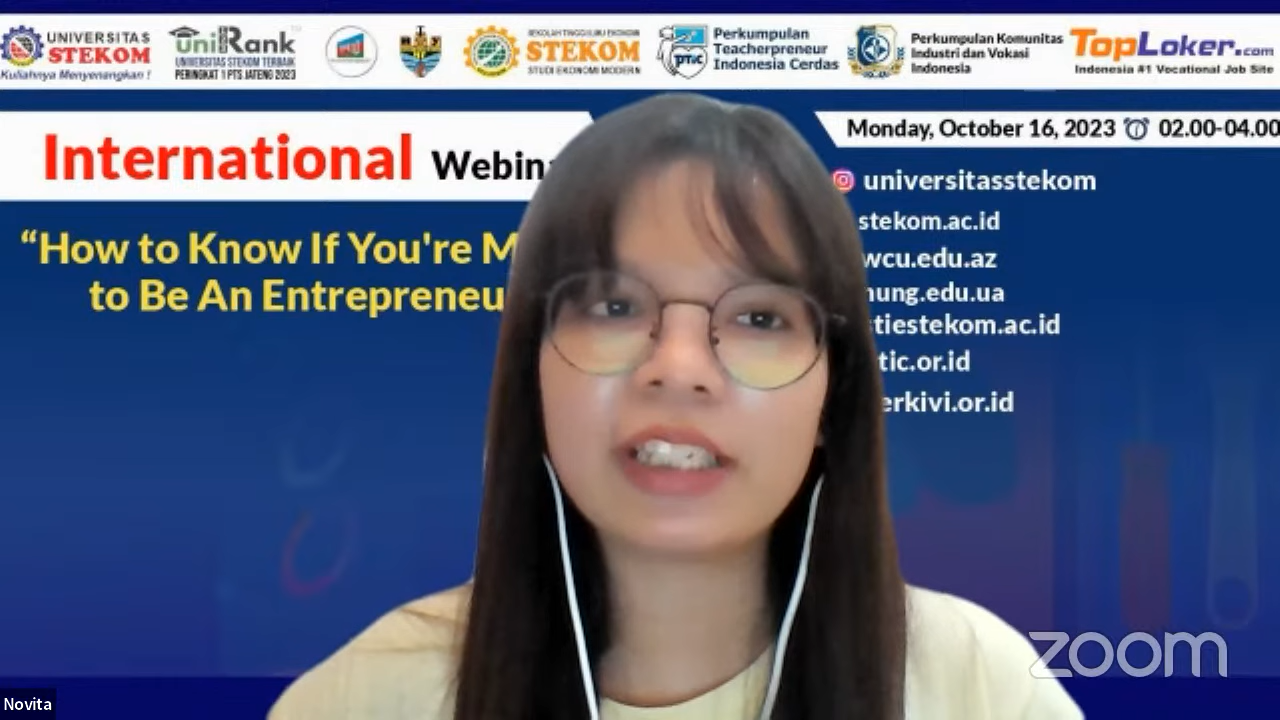 UNIVERSITAS
STEKOM
Kuliahnya Menyenangkan !
UniRank
UNIVERSITAS STEKOM TERBAIK
PERINGKAT 1 PTS JATENG 2023
SEKOLAH TINGGI ILMU EKONOMI
STEKOM
STUDI EKONOMI MODERN
PTIC
Perkumpulan
Teacherpreneur
Indonesia Cerdas
Perkumpulan Komunitas
Industri dan Vokasi
Indonesia
TopLoker.com
Indonesia #1 Vocational Job Site
International Webin
Monday, October 16, 2023 02.00-04.00
“How to Know If You're M
to Be An Entrepreneu
universitasstekom
stekom.ac.id
wcu.edu.az
nung.edu.ua
stiestekom.ac.id
tic.or.id
erkivi.or.id
zoom
Novita